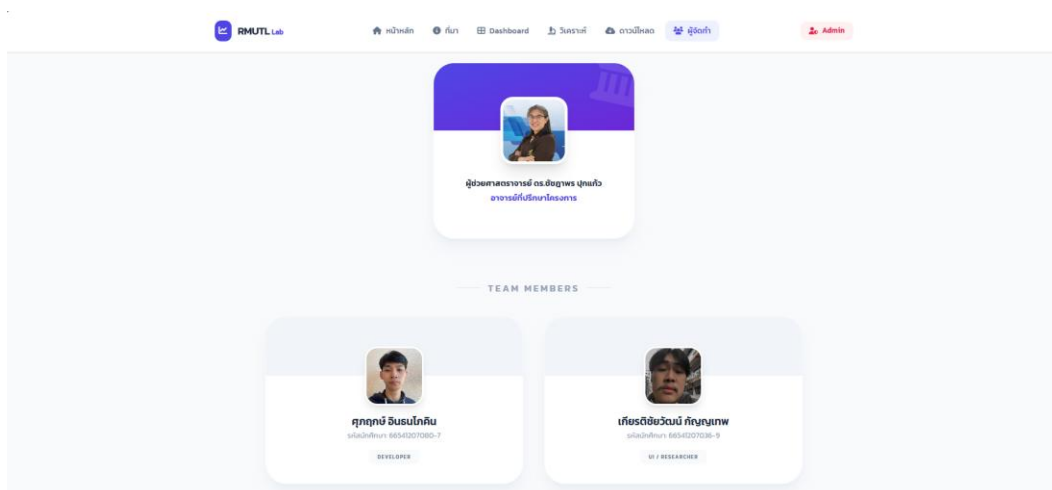 RMUTL Lab
หน้าหลัก
ที่มา
Dashboard
วิเคราะห์
ดาวน์โหลด
ผู้จัดทำ
Admin
ผู้ช่วยศาสตราจารย์ ดร.ชัชฎาพร ปุกแก้ว
อาจารย์ที่ปรึกษาโครงการ
TEAM MEMBERS
ศุภฤกษ์ อินธนโภคิน
รหัสนักศึกษา 66541207080-7
DEVELOPER
เกียรติชัยวัฒน์ กัญญเทพ
รหัสนักศึกษา 66541207036-9
UI / RESEARCHER